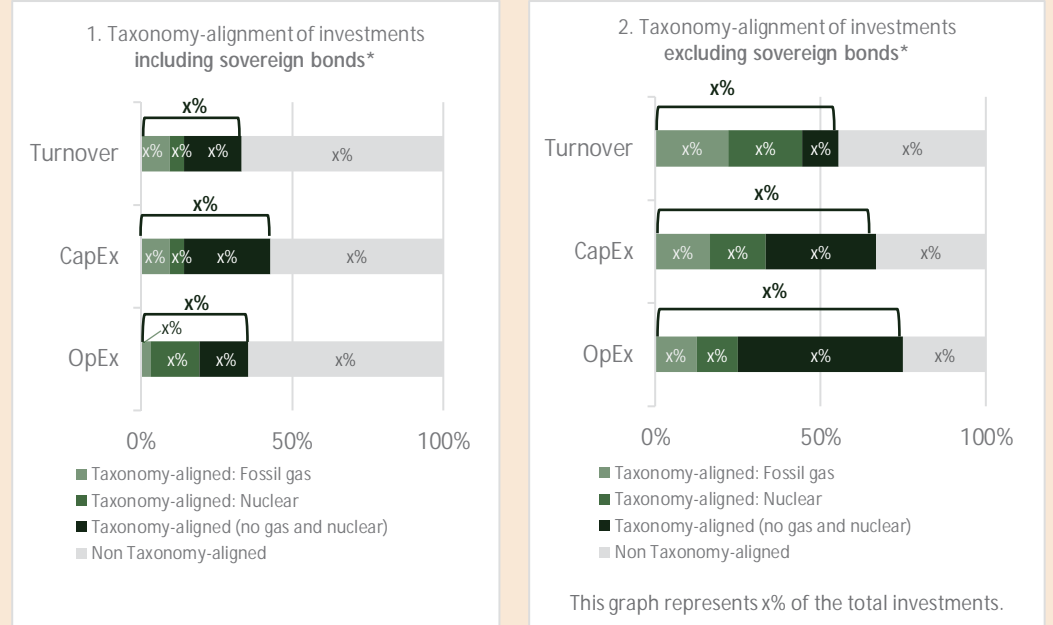 1. Taxonomy-alignment of investments
including sovereign bonds*
x%
Turnover
x% x% x% x%
x%
CapEx
x% x% x% x%
x%
x%
OpEx
x% x% x%
0% 50% 100%
Taxonomy-aligned: Fossil gas
Taxonomy-aligned: Nuclear
Taxonomy-aligned (no gas and nuclear)
Non Taxonomy-aligned
2. Taxonomy-alignment of investments
excluding sovereign bonds*
x%
Turnover
x% x% x% x%
x%
CapEx
x% x% x% x%
x%
OpEx
x% x% x% x%
0% 50% 100%
Taxonomy-aligned: Fossil gas
Taxonomy-aligned: Nuclear
Taxonomy-aligned (no gas and nuclear)
Non Taxonomy-aligned
This graph represents x% of the total investments.